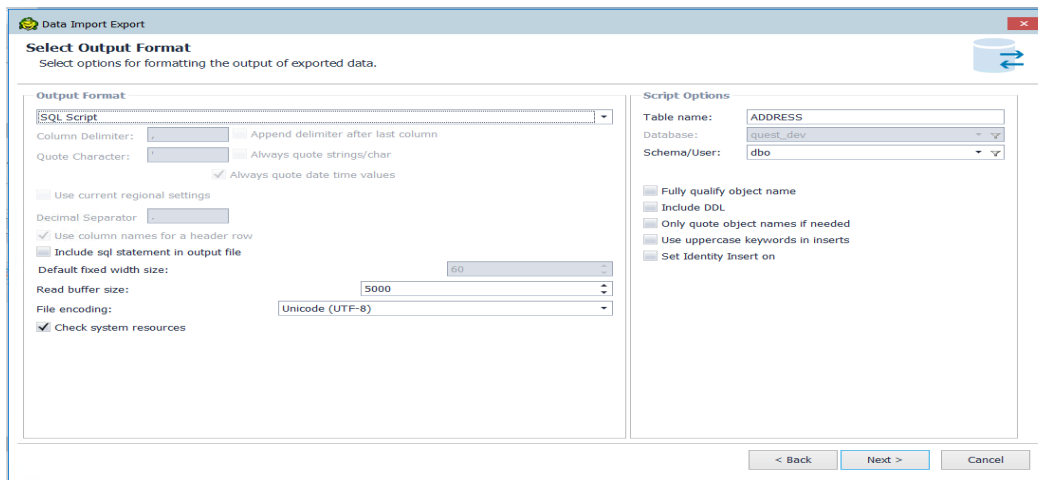 Data Import Export
Select Output Format
Select options for formatting the output of exported data.
Output Format
SQL Script
Column Delimiter: , Append delimiter after last column
Quote Character: ' Always quote strings/char
Always quote date time values
Use current regional settings
Decimal Separator .
Use column names for a header row
Include sql statement in output file
Default fixed width size: 60
Read buffer size: 5000
File encoding: Unicode (UTF-8)
Check system resources
Script Options
Table name: ADDRESS
Database: quest_dev
Schema/User: dbo
Fully qualify object name
Include DDL
Only quote object names if needed
Use uppercase keywords in inserts
Set Identity Insert on
< Back Next > Cancel